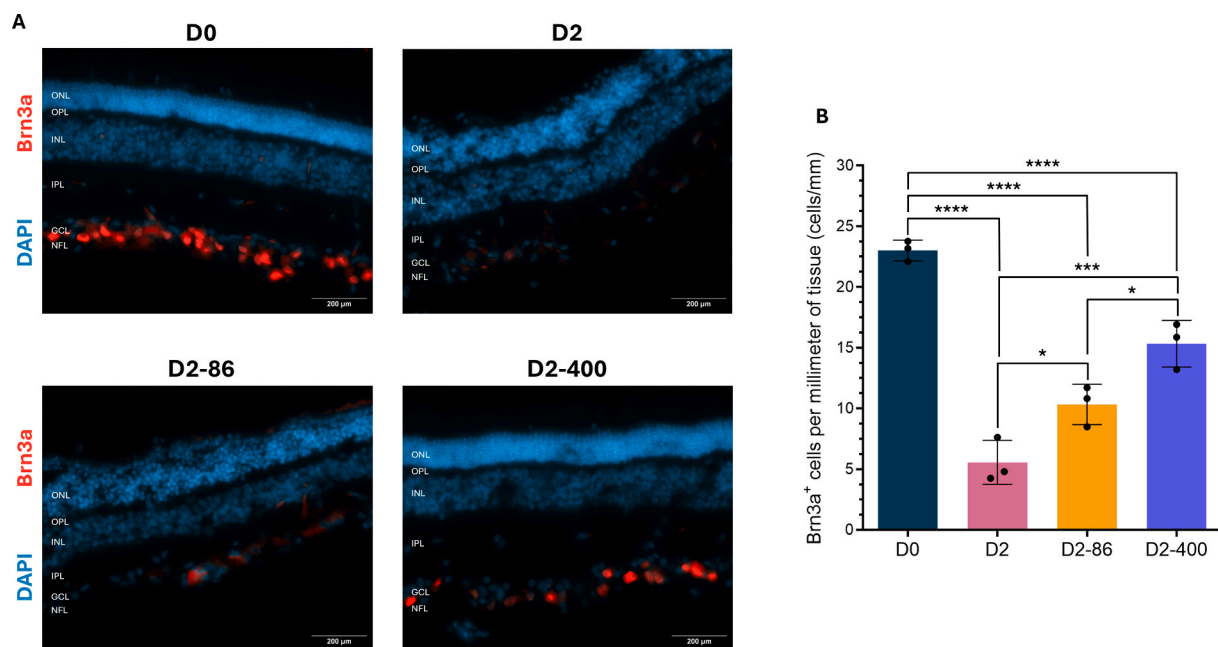 A
D0
D2
Brn3a
DAPI
ONL
OPL
INL
IPL
GCL
NFL
200 µm
ONL
OPL
INL
IPL
GCL
NFL
200 µm
D2-86
D2-400
Brn3a
DAPI
ONL
OPL
INL
IPL
GCL
NFL
200 µm
ONL
OPL
INL
IPL
GCL
NFL
200 µm
B
Brn3a⁺ cells per millimeter of tissue (cells/mm)
30
25
20
15
10
5
0
****
****
****
***
*
*
D0
D2
D2-86
D2-400